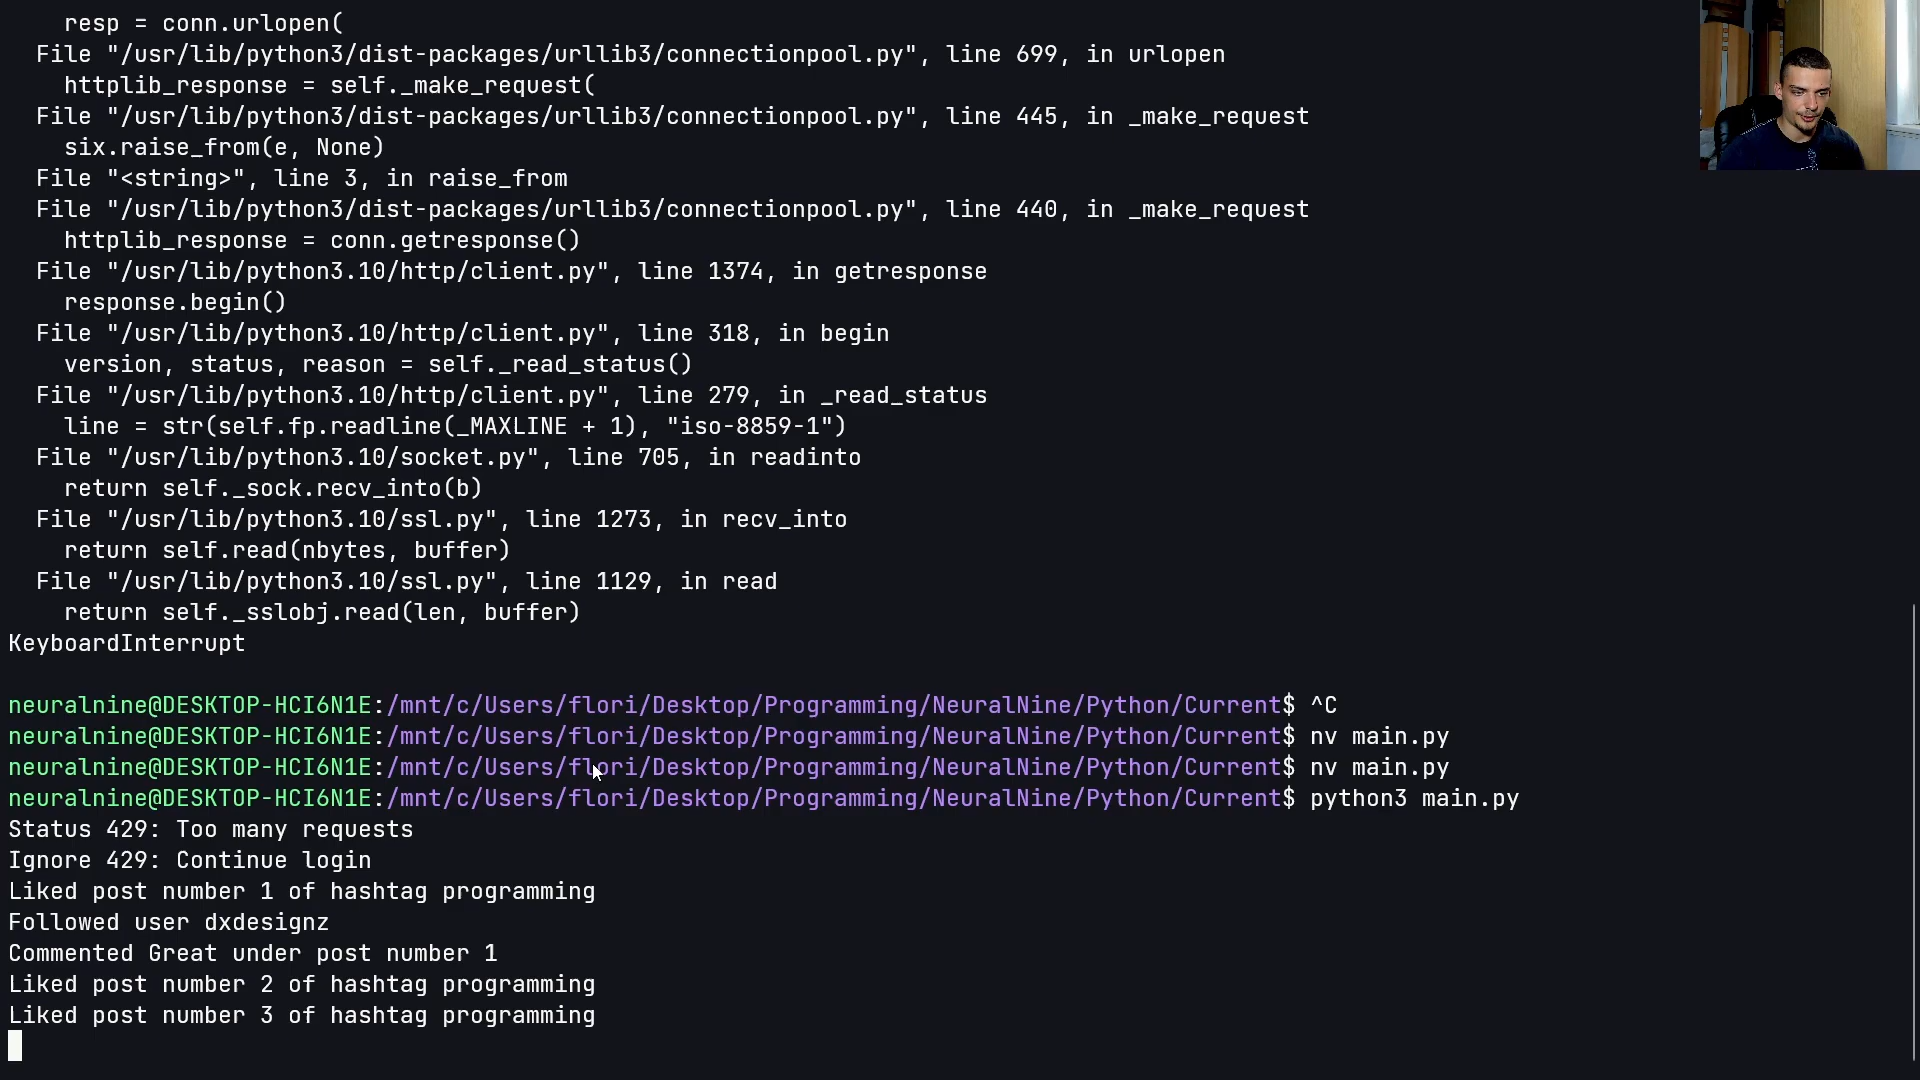 resp = conn.urlopen(
File "/usr/lib/python3/dist-packages/urllib3/connectionpool.py", line 699, in urlopen
httplib_response = self._make_request(
File "/usr/lib/python3/dist-packages/urllib3/connectionpool.py", line 445, in _make_request
six.raise_from(e, None)
File "<string>", line 3, in raise_from
File "/usr/lib/python3/dist-packages/urllib3/connectionpool.py", line 440, in _make_request
httplib_response = conn.getresponse()
File "/usr/lib/python3.10/http/client.py", line 1374, in getresponse
response.begin()
File "/usr/lib/python3.10/http/client.py", line 318, in begin
version, status, reason = self._read_status()
File "/usr/lib/python3.10/http/client.py", line 279, in _read_status
line = str(self.fp.readline(_MAXLINE + 1), "iso-8859-1")
File "/usr/lib/python3.10/socket.py", line 705, in readinto
return self._sock.recv_into(b)
File "/usr/lib/python3.10/ssl.py", line 1273, in recv_into
return self.read(nbytes, buffer)
File "/usr/lib/python3.10/ssl.py", line 1129, in read
return self._sslobj.read(len, buffer)
KeyboardInterrupt
neuralnine@DESKTOP-HCI6N1E:/mnt/c/Users/flori/Desktop/Programming/NeuralNine/Python/Current$ ^C
neuralnine@DESKTOP-HCI6N1E:/mnt/c/Users/flori/Desktop/Programming/NeuralNine/Python/Current$ nv main.py
neuralnine@DESKTOP-HCI6N1E:/mnt/c/Users/flori/Desktop/Programming/NeuralNine/Python/Current$ nv main.py
neuralnine@DESKTOP-HCI6N1E:/mnt/c/Users/flori/Desktop/Programming/NeuralNine/Python/Current$ python3 main.py
Status 429: Too many requests
Ignore 429: Continue login
Liked post number 1 of hashtag programming
Followed user dxdesignz
Commented Great under post number 1
Liked post number 2 of hashtag programming
Liked post number 3 of hashtag programming